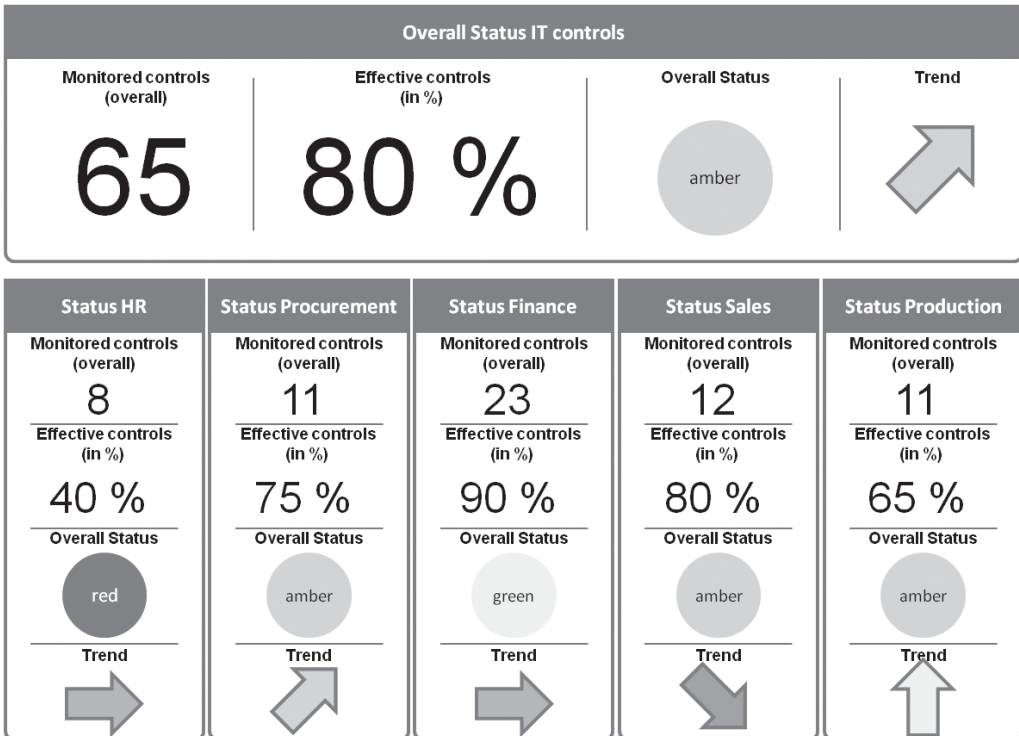 Overall Status IT controls
Monitored controls
(overall)
65
Effective controls
(in %)
80 %
Overall Status
amber
Trend
Status HR
Monitored controls
(overall)
8
Effective controls
(in %)
40 %
Overall Status
red
Trend
Status Procurement
Monitored controls
(overall)
11
Effective controls
(in %)
75 %
Overall Status
amber
Trend
Status Finance
Monitored controls
(overall)
23
Effective controls
(in %)
90 %
Overall Status
green
Trend
Status Sales
Monitored controls
(overall)
12
Effective controls
(in %)
80 %
Overall Status
amber
Trend
Status Production
Monitored controls
(overall)
11
Effective controls
(in %)
65 %
Overall Status
amber
Trend